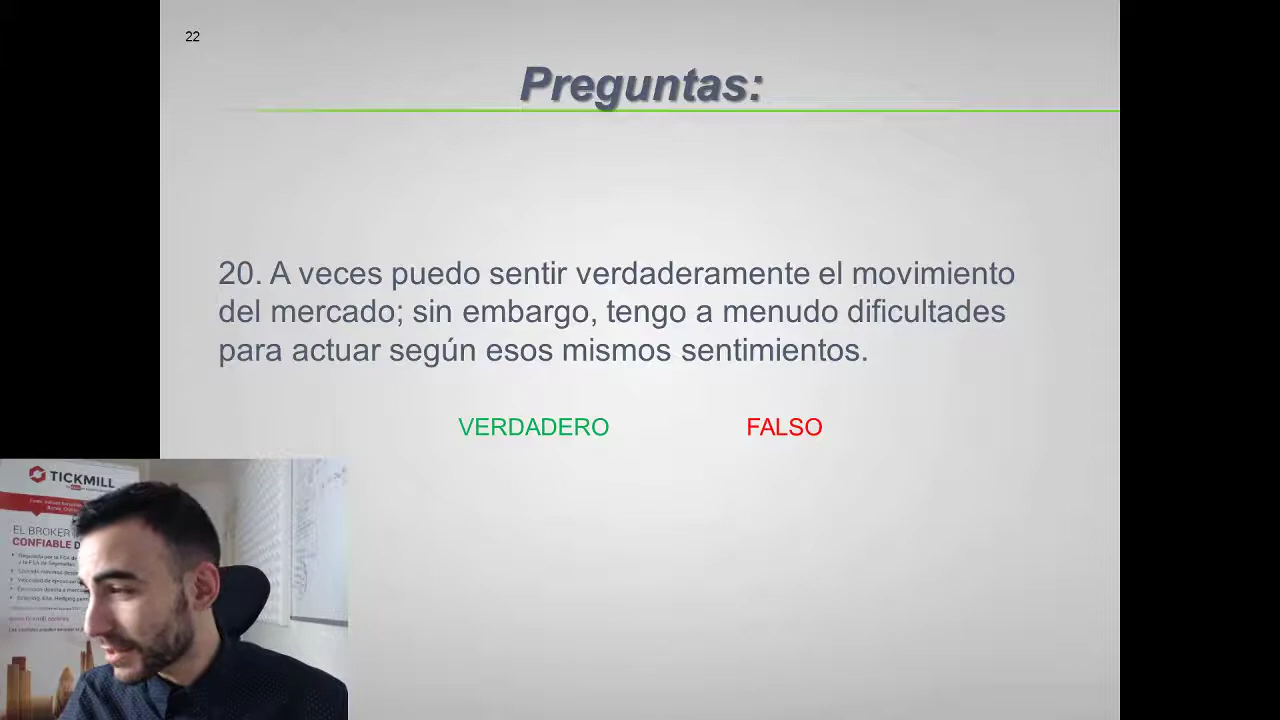 22
Preguntas:
20. A veces puedo sentir verdaderamente el movimiento
del mercado; sin embargo, tengo a menudo dificultades
para actuar según esos mismos sentimientos.
VERDADERO FALSO
TICKMILL
EL BROKER
CONFIABLE D